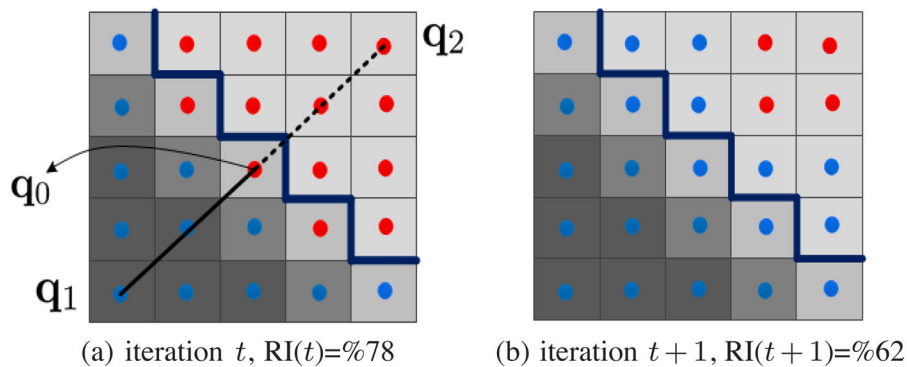 q2
q0
q1
(a) iteration t, RI(t)=%78
(b) iteration t + 1, RI(t + 1)=%62